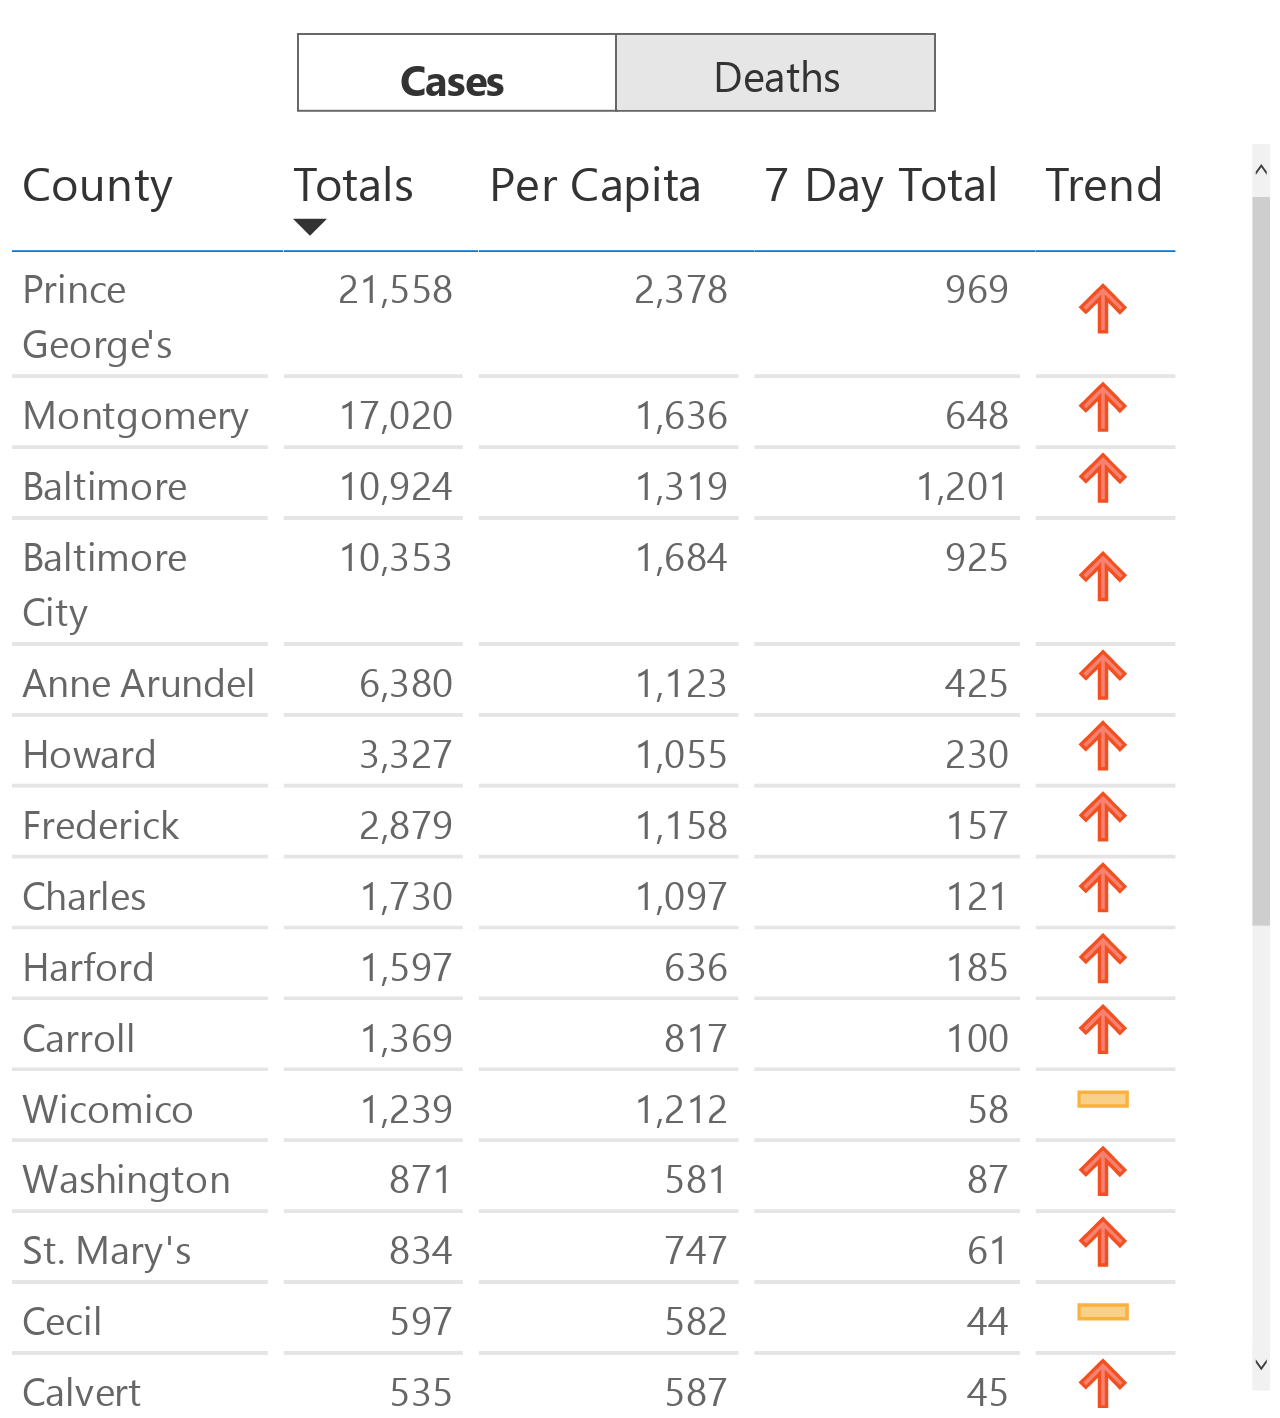 Cases Deaths
County Totals Per Capita 7 Day Total Trend
Prince 21,558 2,378 969
George's
Montgomery 17,020 1,636 648
Baltimore 10,924 1,319 1,201
Baltimore 10,353 1,684 925
City
Anne Arundel 6,380 1,123 425
Howard 3,327 1,055 230
Frederick 2,879 1,158 157
Charles 1,730 1,097 121
Harford 1,597 636 185
Carroll 1,369 817 100
Wicomico 1,239 1,212 58
Washington 871 581 87
St. Mary's 834 747 61
Cecil 597 582 44
Calvert 535 587 45